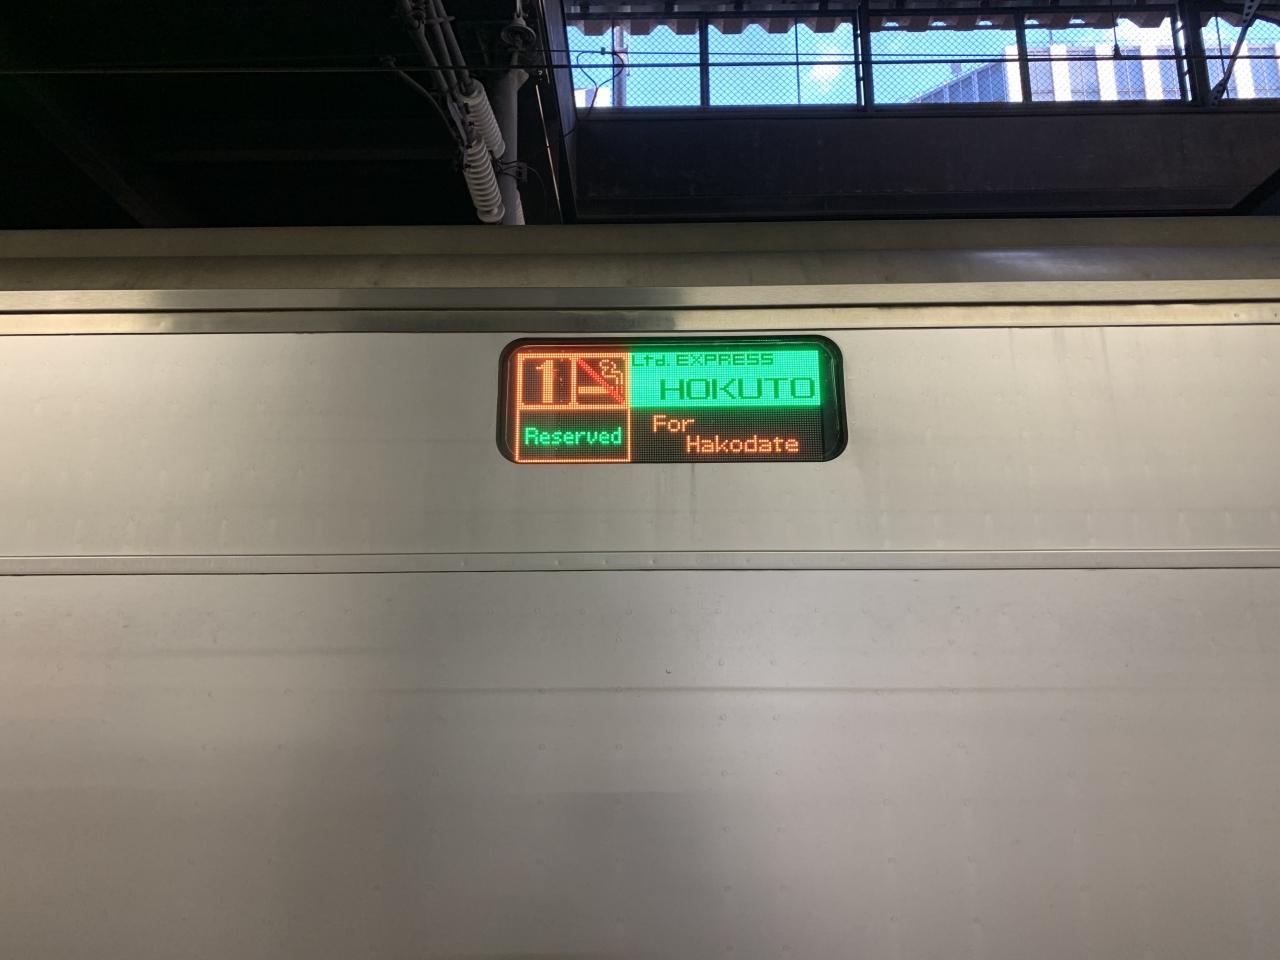 1
Ltd. EXPRESS
HOKUTO
Reserved
For
Hakodate